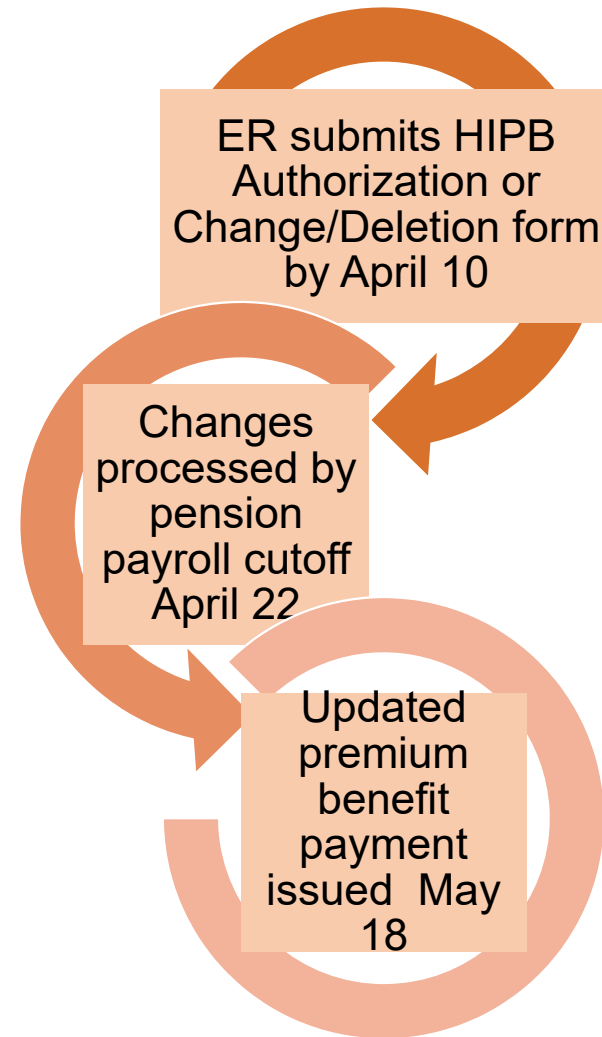 ER submits HIPB
Authorization or
Change/Deletion form
by April 10
Changes
processed by
pension
payroll cutoff
April 22
Updated
premium
benefit
payment
issued May
18